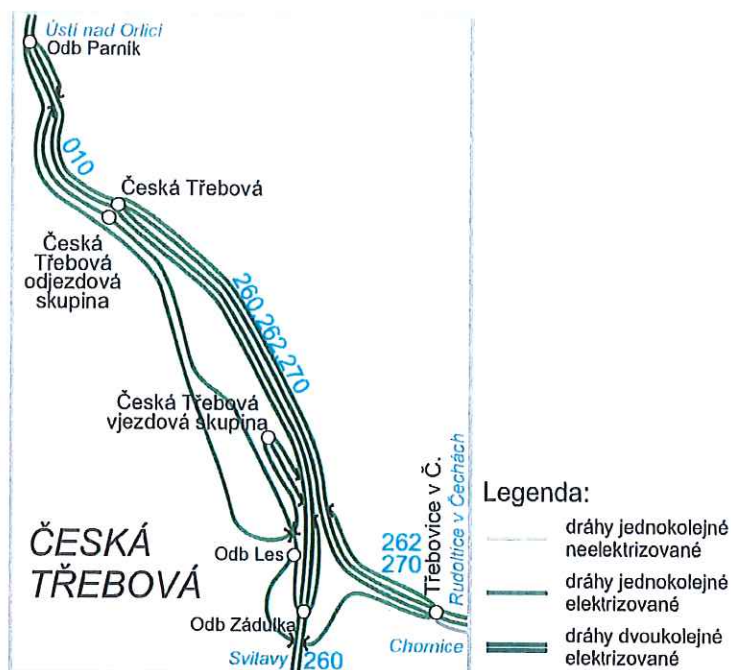 Ústí nad Orlicí
Odb Parník
010
Česká Třebová
Česká
Třebová
odjezdová
skupina
260,262,270
Česká Třebová
vjezdová skupina
ČESKÁ
TŘEBOVÁ
Odb Les
Odb Zádulka
Svilavy 260
262
270
Třebovice v Č.
Rudoltice v Čechách
Chornice
Legenda:
dráhy jednokolejné
neelektrizované
dráhy jednokolejné
elektrizované
dráhy dvoukolejné
elektrizované